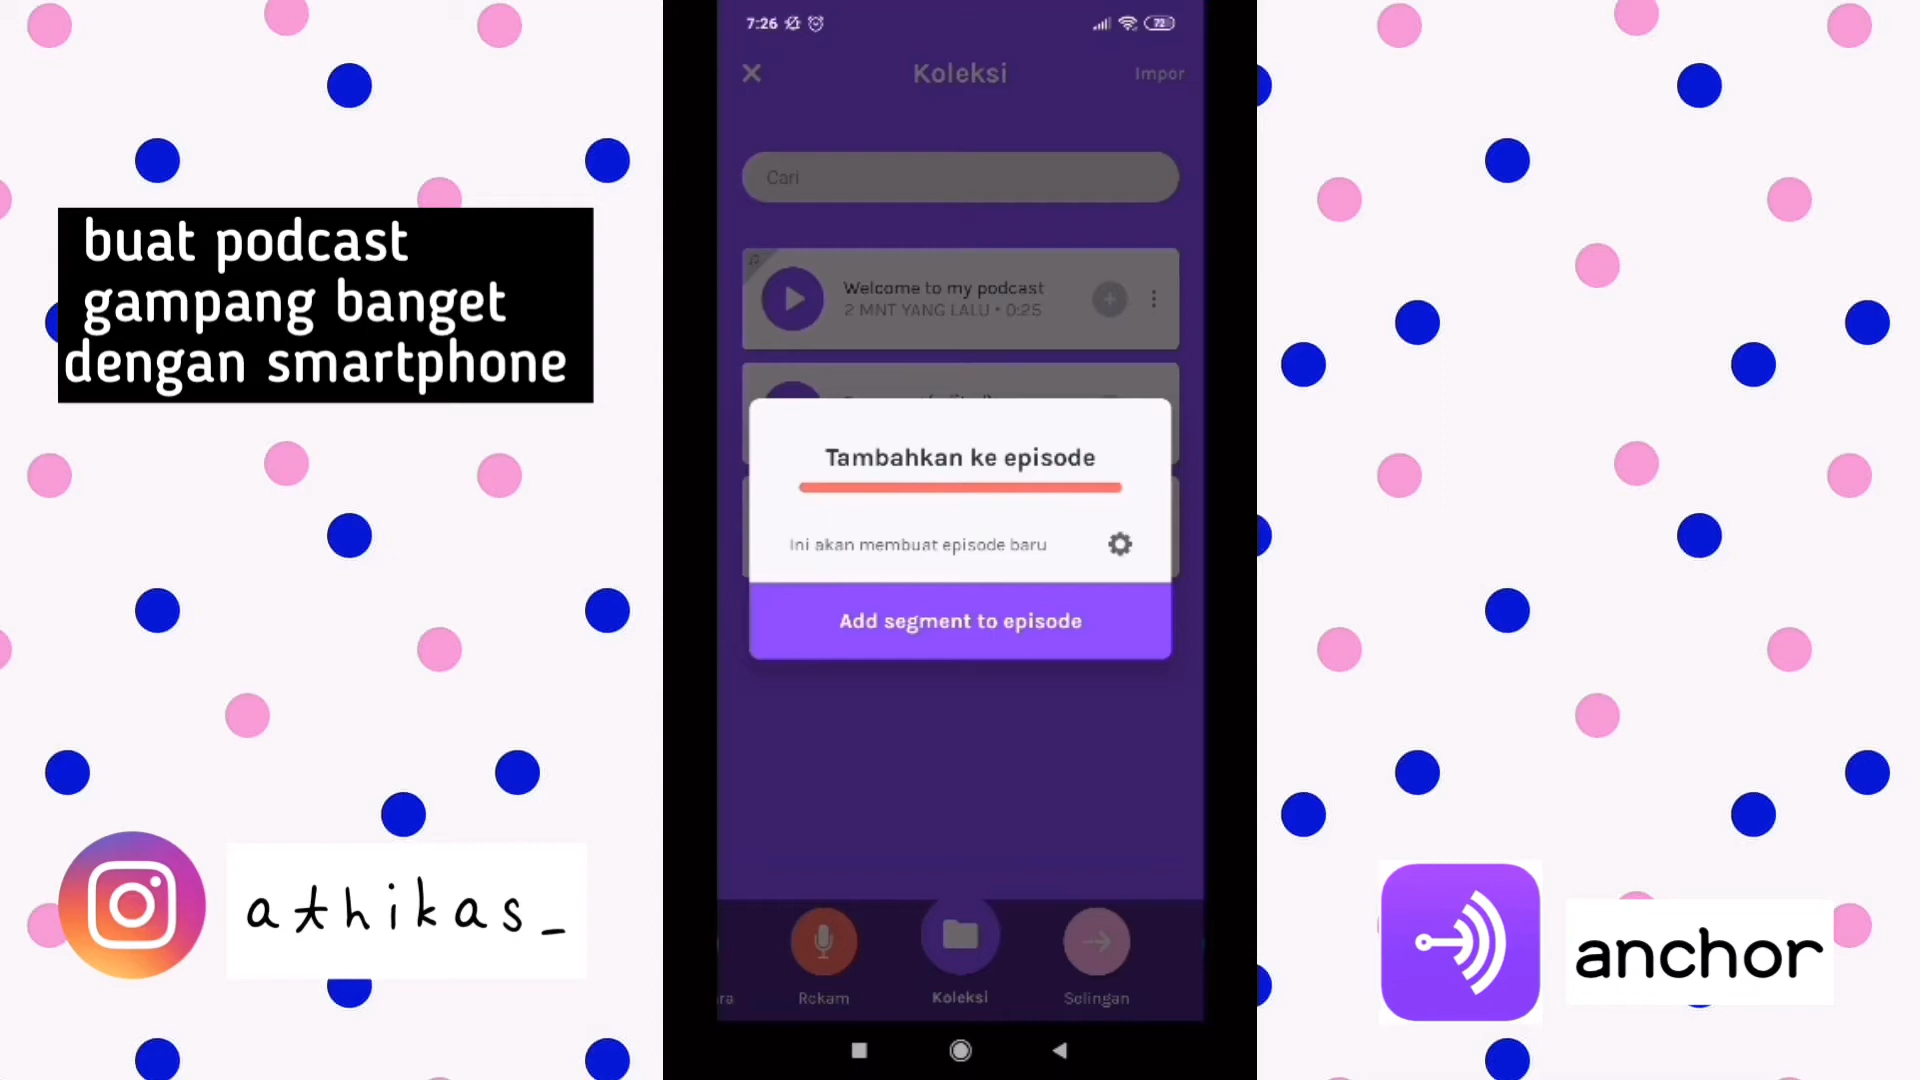 buat podcast
gampang banget
dengan smartphone
athikas_
7:26
72
Koleksi
Impor
Cari
Welcome to my podcast
2 MNT YANG LALU • 0:25
Tambahkan ke episode
Ini akan membuat episode baru
Add segment to episode
ra
Rekam
Koleksi
Selingan
anchor